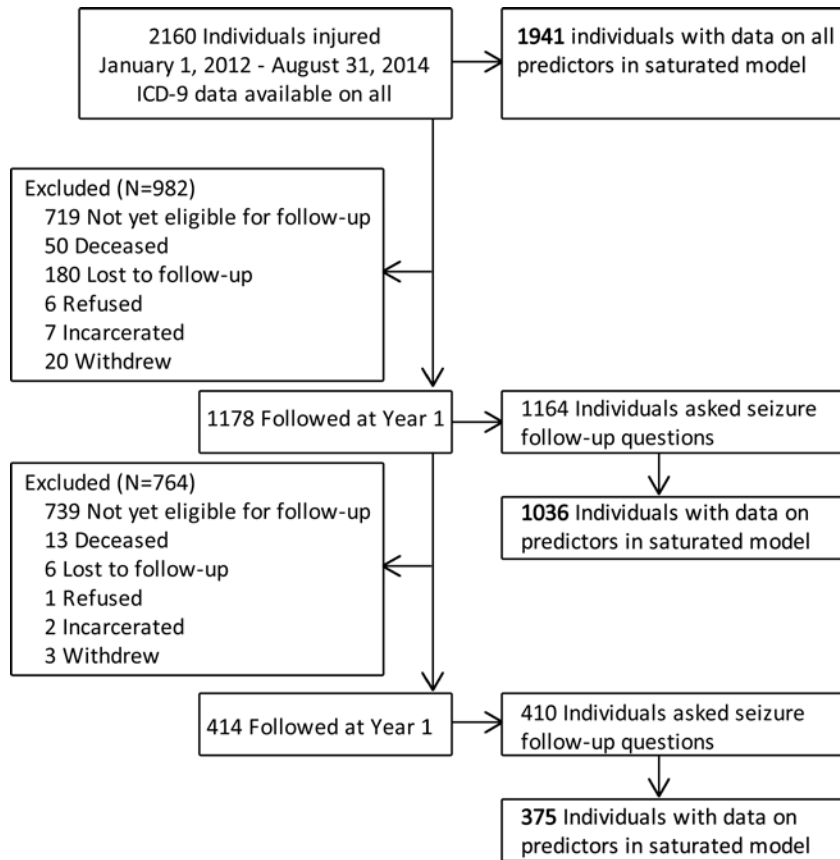 2160 Individuals injured
January 1, 2012 - August 31, 2014
ICD-9 data available on all
1941 individuals with data on all
predictors in saturated model
Excluded (N=982)
719 Not yet eligible for follow-up
50 Deceased
180 Lost to follow-up
6 Refused
7 Incarcerated
20 Withdrew
1178 Followed at Year 1
1164 Individuals asked seizure
follow-up questions
1036 Individuals with data on
predictors in saturated model
Excluded (N=764)
739 Not yet eligible for follow-up
13 Deceased
6 Lost to follow-up
1 Refused
2 Incarcerated
3 Withdrew
414 Followed at Year 1
410 Individuals asked seizure
follow-up questions
375 Individuals with data on
predictors in saturated model